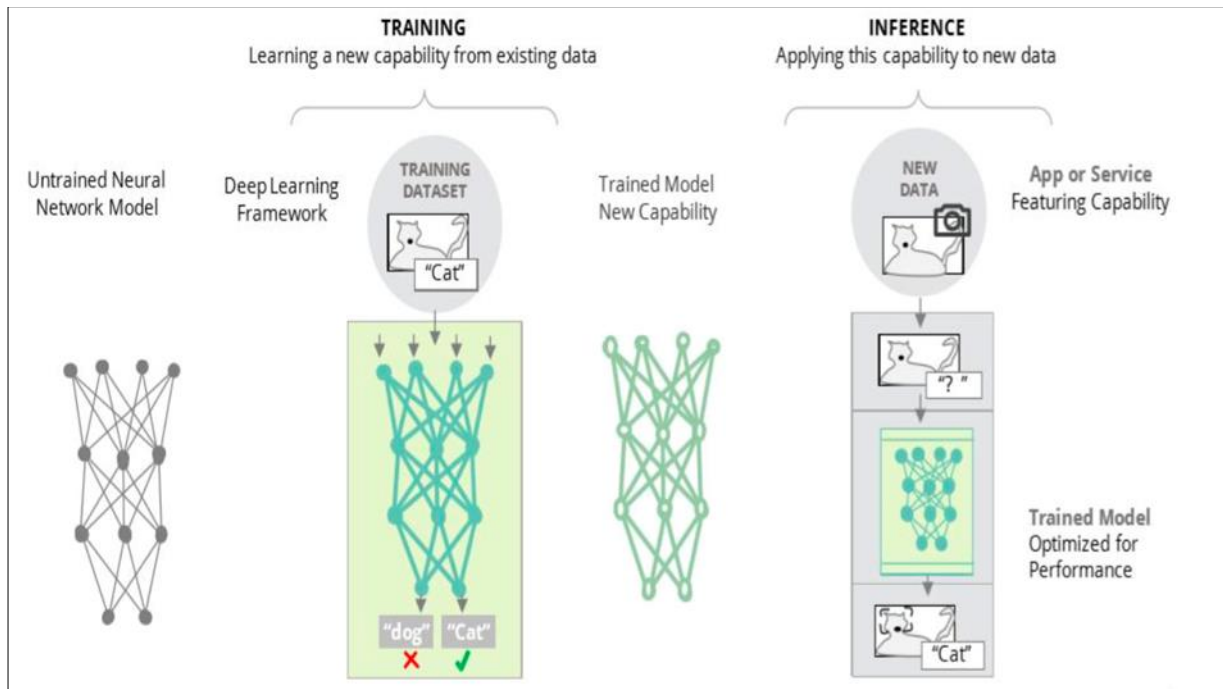 TRAINING
Learning a new capability from existing data
INFERENCE
Applying this capability to new data
Untrained Neural
Network Model
Deep Learning
Framework
TRAINING
DATASET
"Cat"
Trained Model
New Capability
NEW
DATA
App or Service
Featuring Capability
"? "
Trained Model
Optimized for
Performance
"dog"
"Cat"
"Cat"